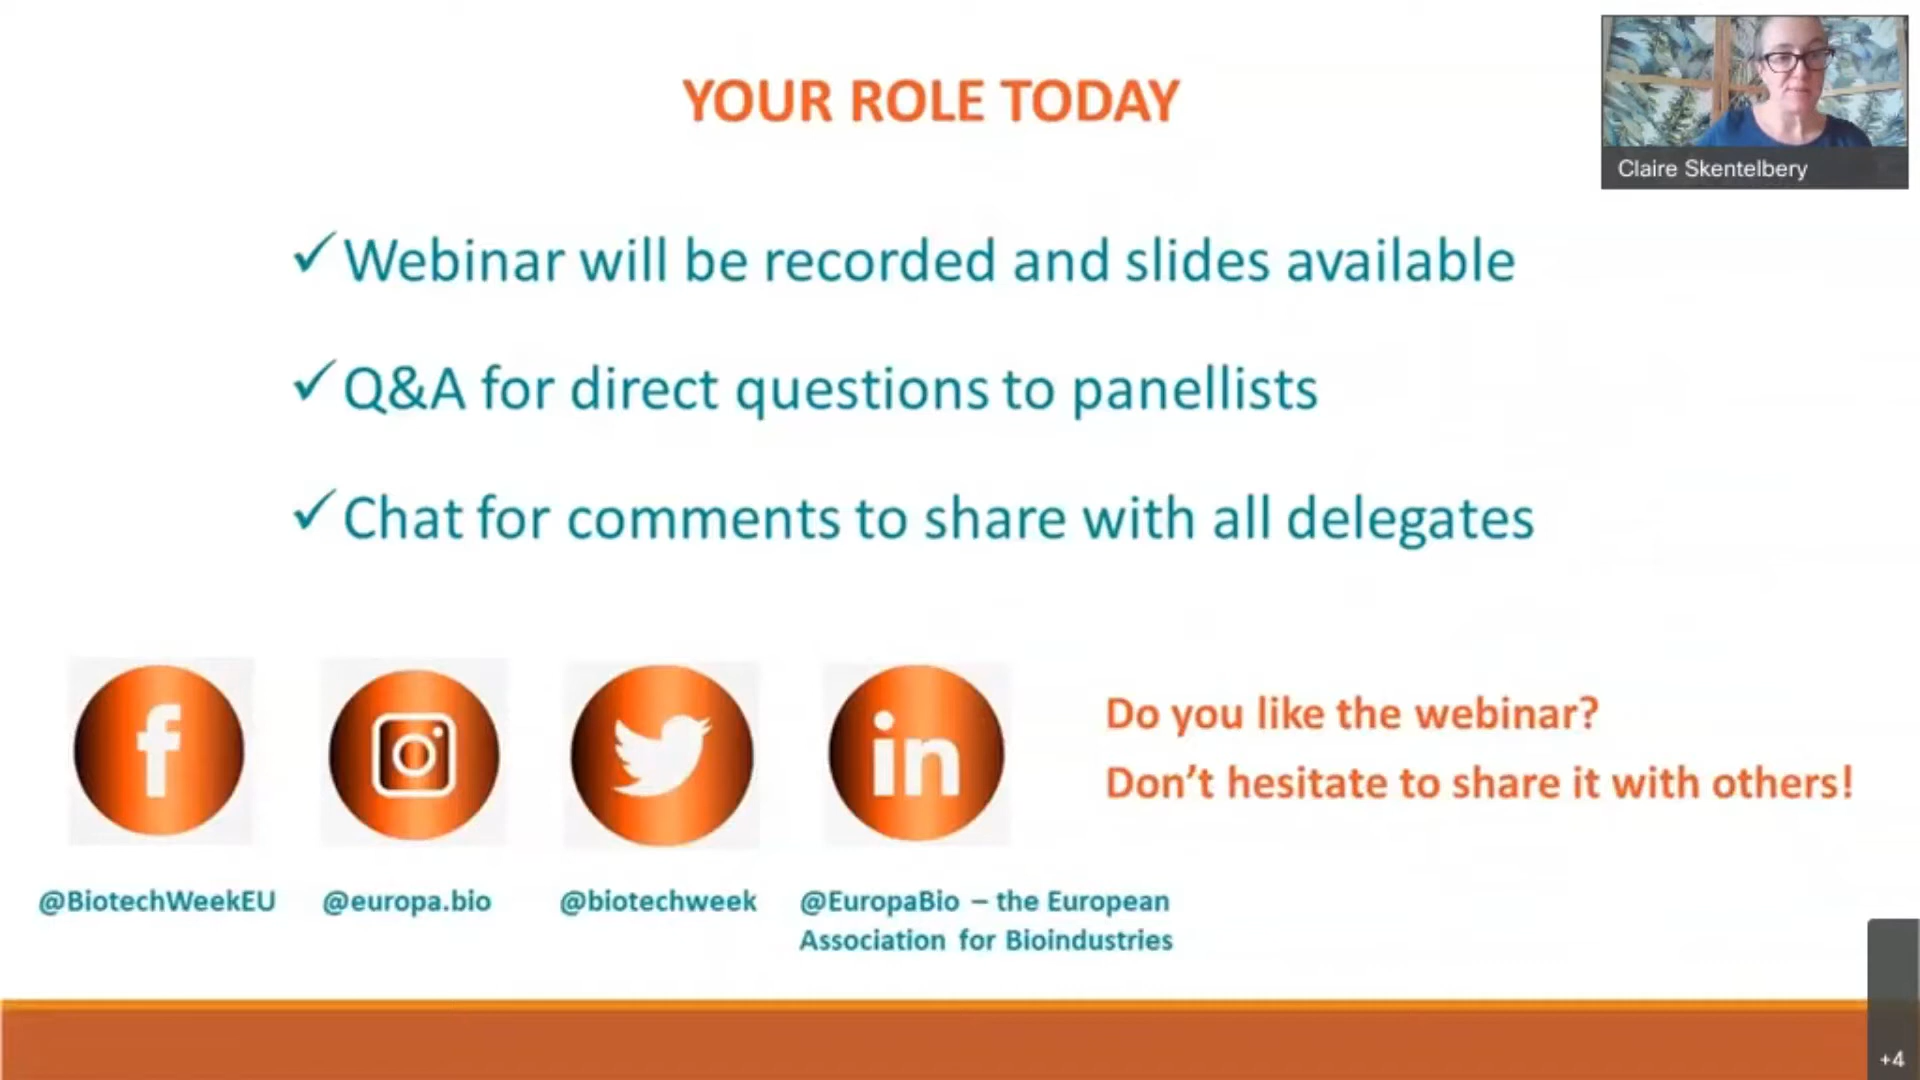 YOUR ROLE TODAY
Claire Skentelbery
✓Webinar will be recorded and slides available
✓Q&A for direct questions to panellists
✓Chat for comments to share with all delegates
Do you like the webinar?
Don't hesitate to share it with others!
@BiotechWeekEU
@europa.bio
@biotechweek
@EuropaBio – the European
Association for Bioindustries
+4